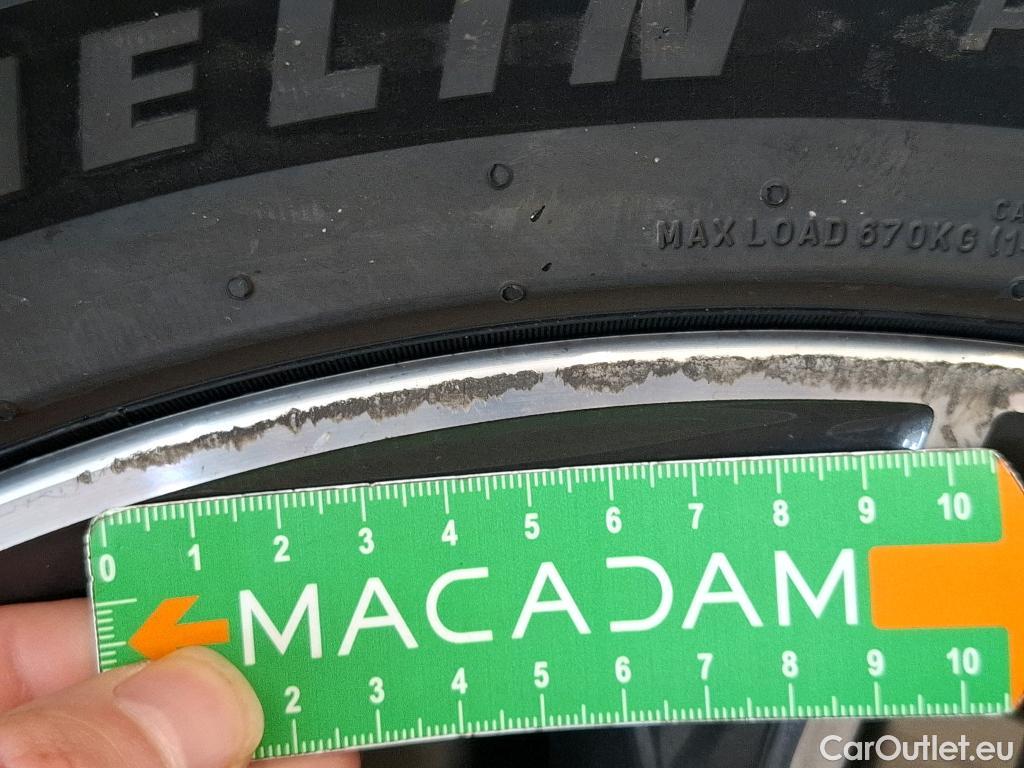 ELIN
MAX LOAD 670KG
0 1 2 3 4 5 6 7 8 9 10
MACADAM
2 3 4 5 6 7 8 9 10
CarOutlet.eu